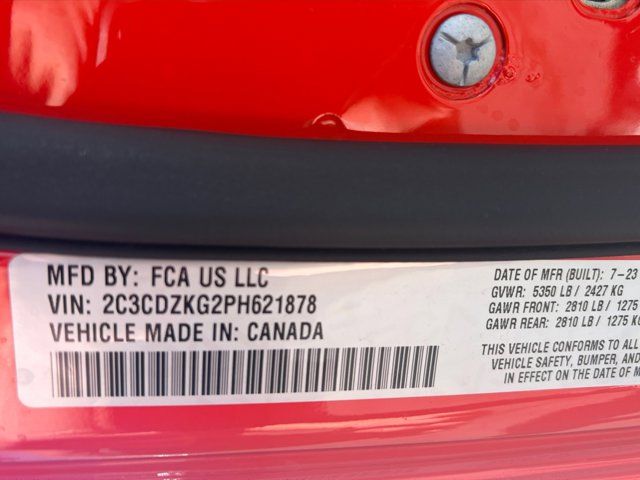 MFD BY: FCA US LLC
VIN: 2C3CDZKG2PH621878
VEHICLE MADE IN: CANADA
DATE OF MFR (BUILT): 7-23
GVWR: 5350 LB / 2427 KG
GAWR FRONT: 2810 LB / 1275
GAWR REAR: 2810 LB / 1275 KG
THIS VEHICLE CONFORMS TO ALL
VEHICLE SAFETY, BUMPER, AND
IN EFFECT ON THE DATE OF M